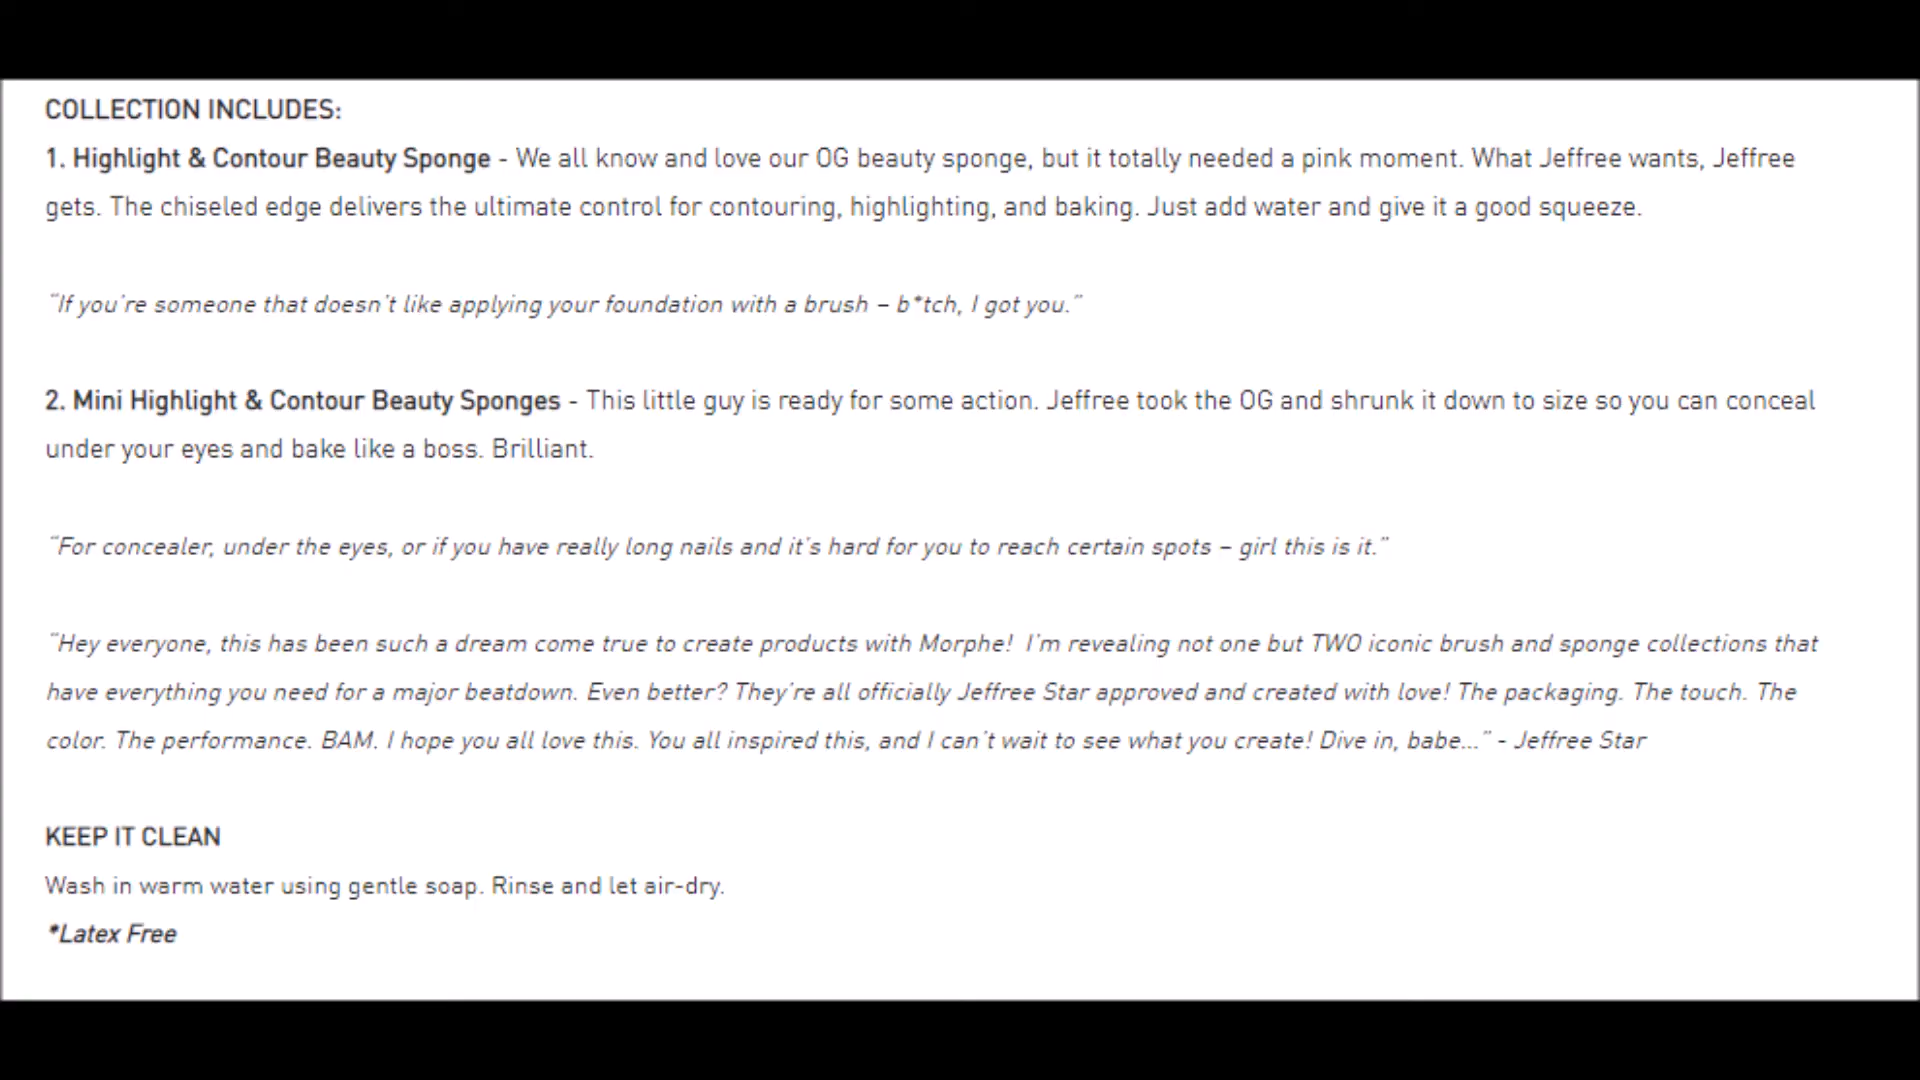 COLLECTION INCLUDES:
1. Highlight & Contour Beauty Sponge - We all know and love our OG beauty sponge, but it totally needed a pink moment. What Jeffree wants, Jeffree
gets. The chiseled edge delivers the ultimate control for contouring, highlighting, and baking. Just add water and give it a good squeeze.
“If you’re someone that doesn’t like applying your foundation with a brush – b*tch, I got you.”
2. Mini Highlight & Contour Beauty Sponges - This little guy is ready for some action. Jeffree took the OG and shrunk it down to size so you can conceal
under your eyes and bake like a boss. Brilliant.
“For concealer, under the eyes, or if you have really long nails and it’s hard for you to reach certain spots – girl this is it.”
“Hey everyone, this has been such a dream come true to create products with Morphe!  I’m revealing not one but TWO iconic brush and sponge collections that
have everything you need for a major beatdown. Even better? They’re all officially Jeffree Star approved and created with love! The packaging. The touch. The
color. The performance. BAM. I hope you all love this. You all inspired this, and I can’t wait to see what you create! Dive in, babe...” - Jeffree Star
KEEP IT CLEAN
Wash in warm water using gentle soap. Rinse and let air-dry.
*Latex Free